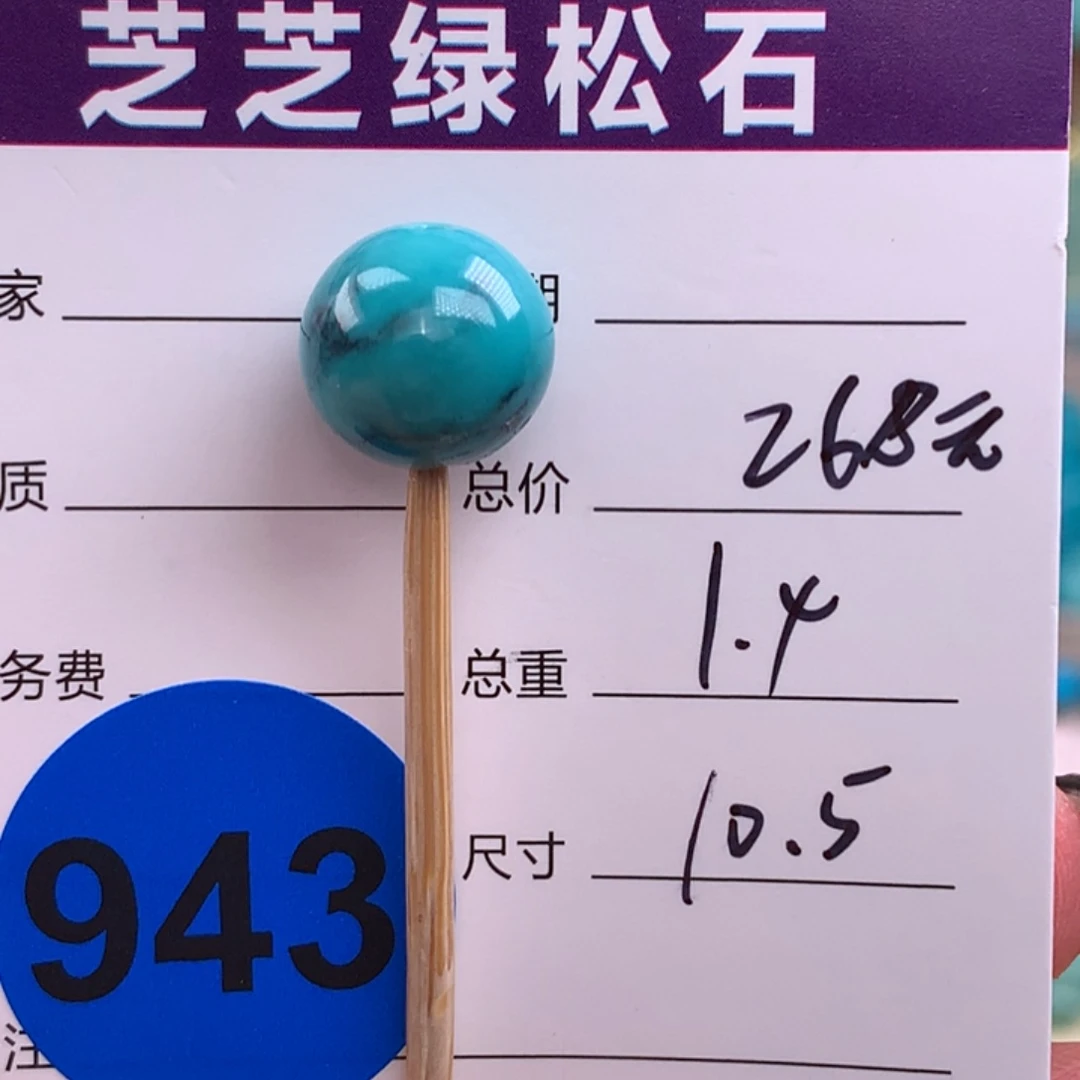 芝芝绿松石
家 期
268元
质 总价
1.4
务费 总重
10.5
943 尺寸
注